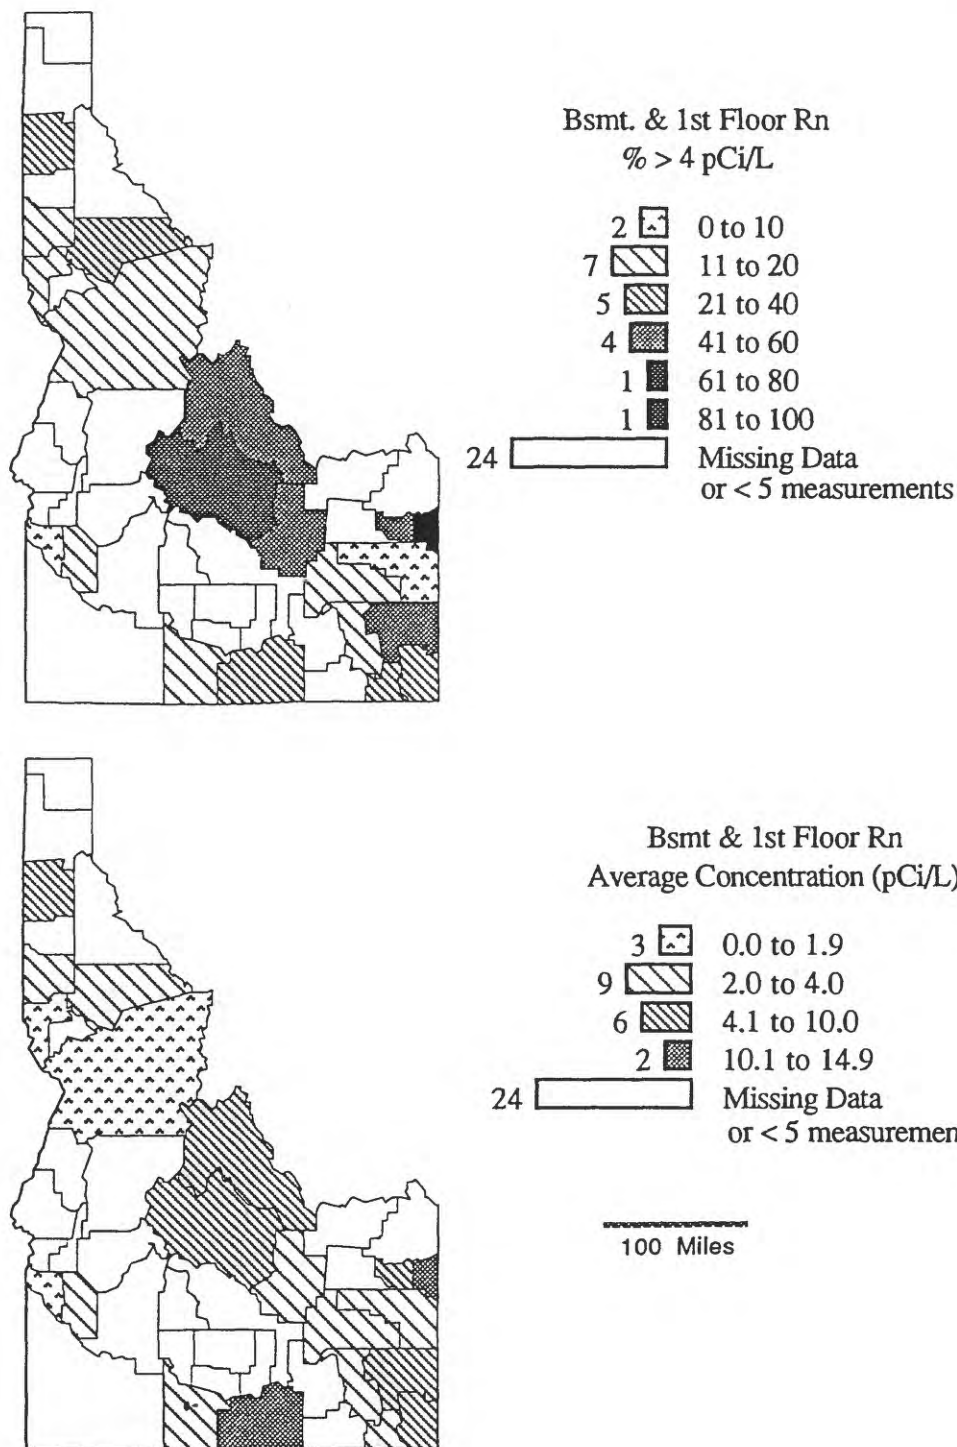 Bsmt. & 1st Floor Rn
% > 4 pCi/L
2 0 to 10
7 11 to 20
5 21 to 40
4 41 to 60
1 61 to 80
1 81 to 100
24 Missing Data
or < 5 measurements
Bsmt & 1st Floor Rn
Average Concentration (pCi/L)
3 0.0 to 1.9
9 2.0 to 4.0
6 4.1 to 10.0
2 10.1 to 14.9
24 Missing Data
or < 5 measuremen
100 Miles